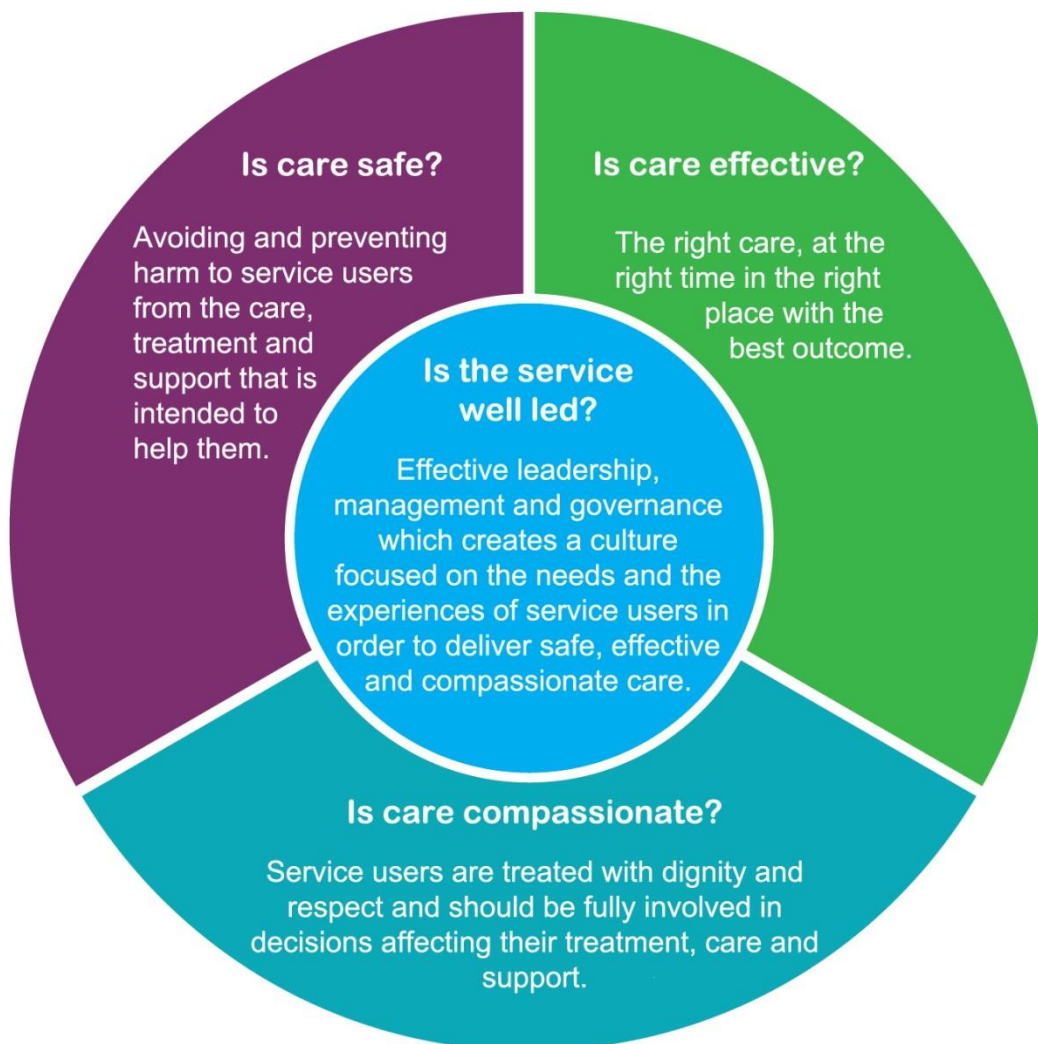 Is care safe?
Avoiding and preventing
harm to service users
from the care,
treatment and
support that is
intended to
help them.
Is care effective?
The right care, at the
right time in the right
place with the
best outcome.
Is the service
well led?
Effective leadership,
management and governance
which creates a culture
focused on the needs and the
experiences of service users in
order to deliver safe, effective
and compassionate care.
Is care compassionate?
Service users are treated with dignity and
respect and should be fully involved in
decisions affecting their treatment, care and
support.